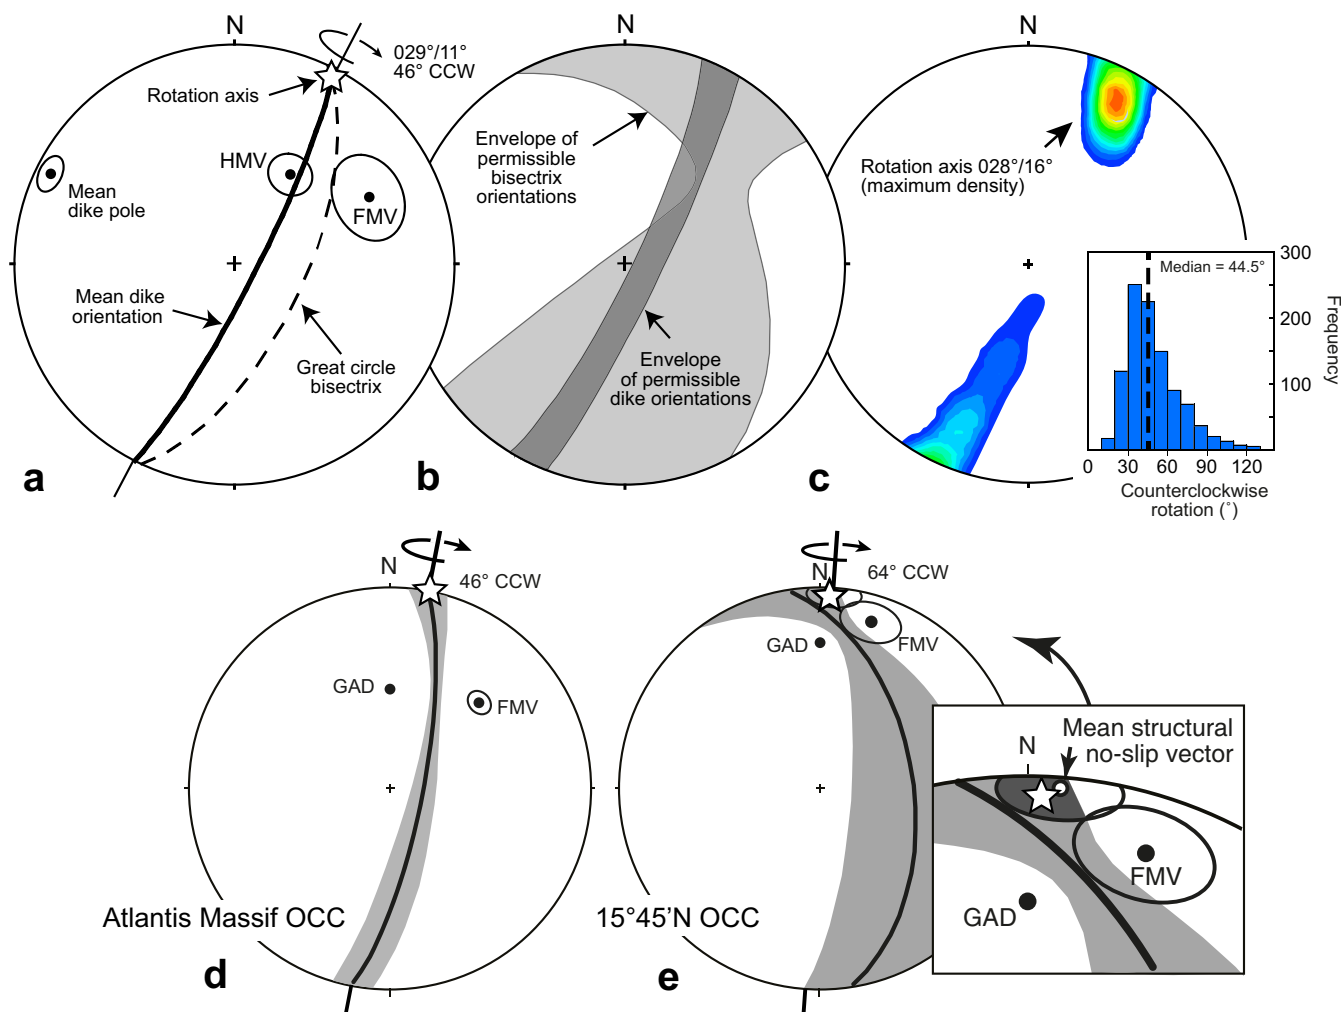 N
029°/11°
46° CCW
Rotation axis
HMV
Mean
dike pole
FMV
Mean dike
orientation
Great circle
bisectrix
a
N
Envelope of
permissible
bisectrix
orientations
Envelope
of permissible
dike orientations
b
N
Rotation axis 028°/16°
(maximum density)
c
Median = 44.5°
300
200
100
Frequency
0 30 60 90 120
Counterclockwise
rotation (°)
N
46° CCW
GAD
FMV
Atlantis Massif OCC
d
N
64° CCW
GAD
FMV
15°45'N OCC
e
Mean structural
no-slip vector
N
FMV
GAD